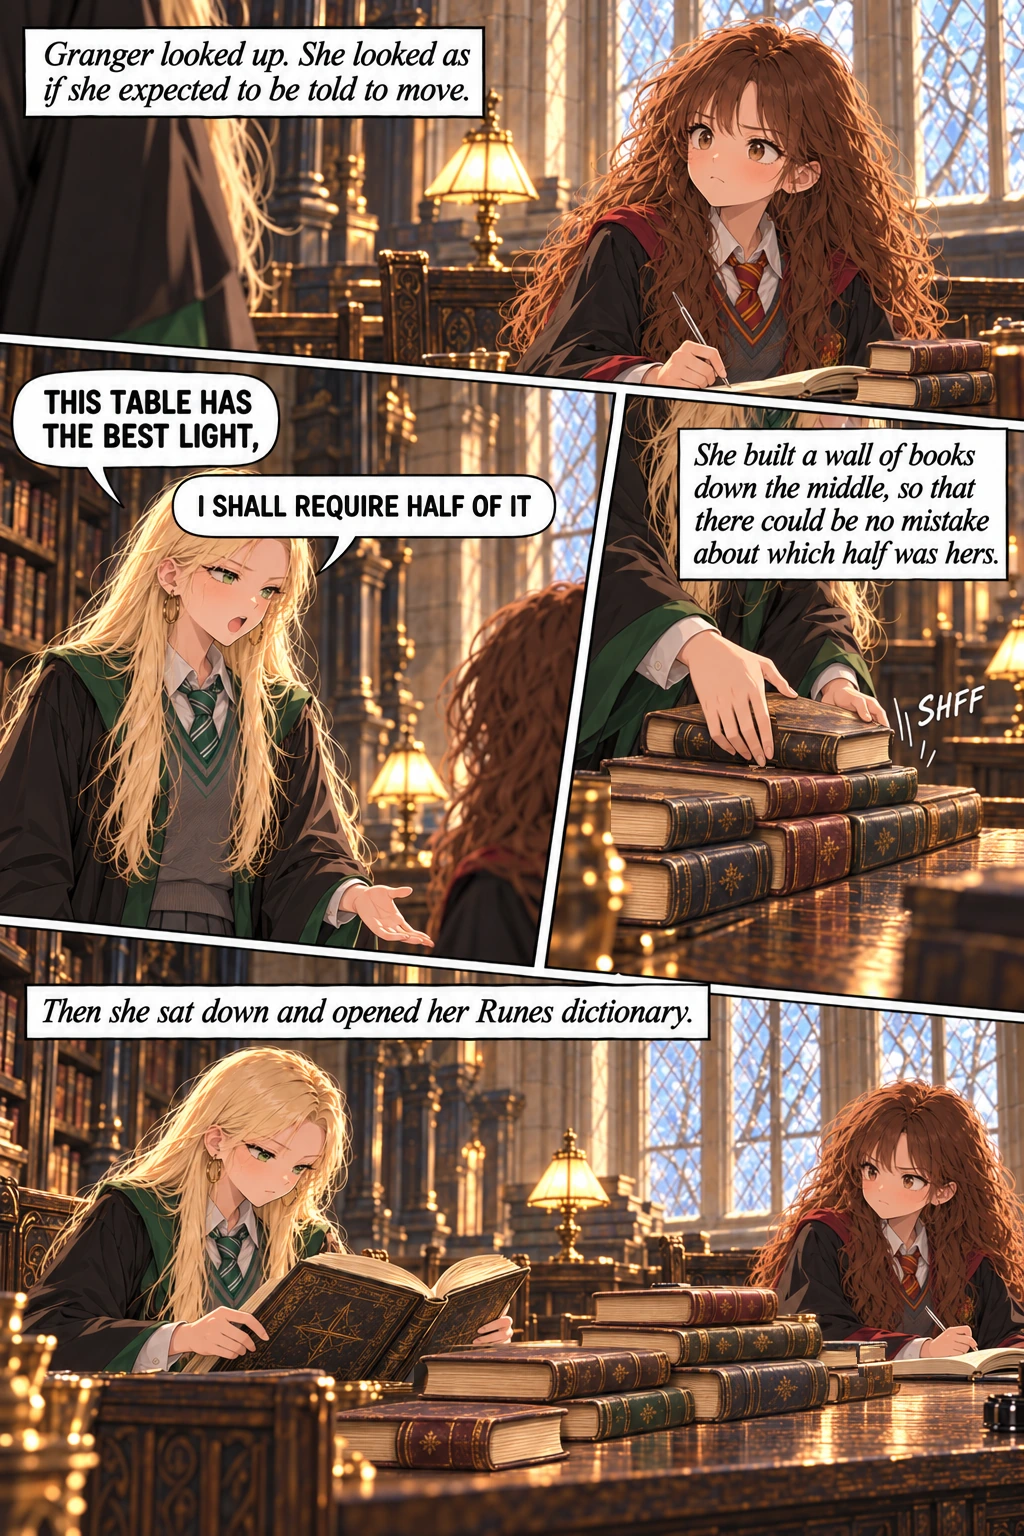 Granger looked up. She looked as
if she expected to be told to move.
THIS TABLE HAS
THE BEST LIGHT,
I SHALL REQUIRE HALF OF IT
She built a wall of books
down the middle, so that
there could be no mistake
about which half was hers.
SHFF
Then she sat down and opened her Runes dictionary.